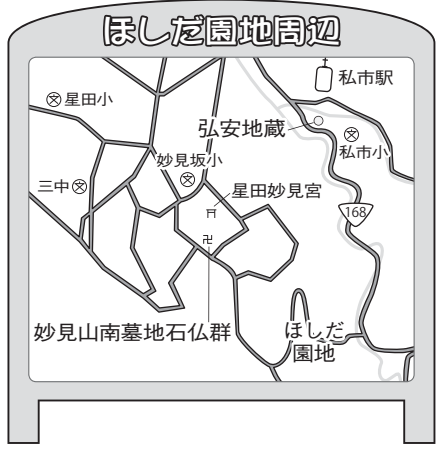 ほしだ園地周辺
私市駅
星田小
弘安地蔵
私市小
妙見坂小
三中
星田妙見宮
168
妙見山南墓地石仏群
ほしだ
園地